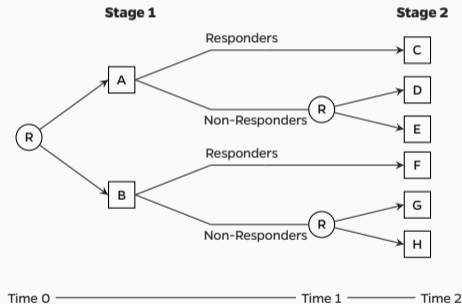 Stage 1
Stage 2
Responders
C
A
D
R
Non-Responders
E
R
Responders
F
B
G
R
Non-Responders
H
Time 0
Time 1
Time 2